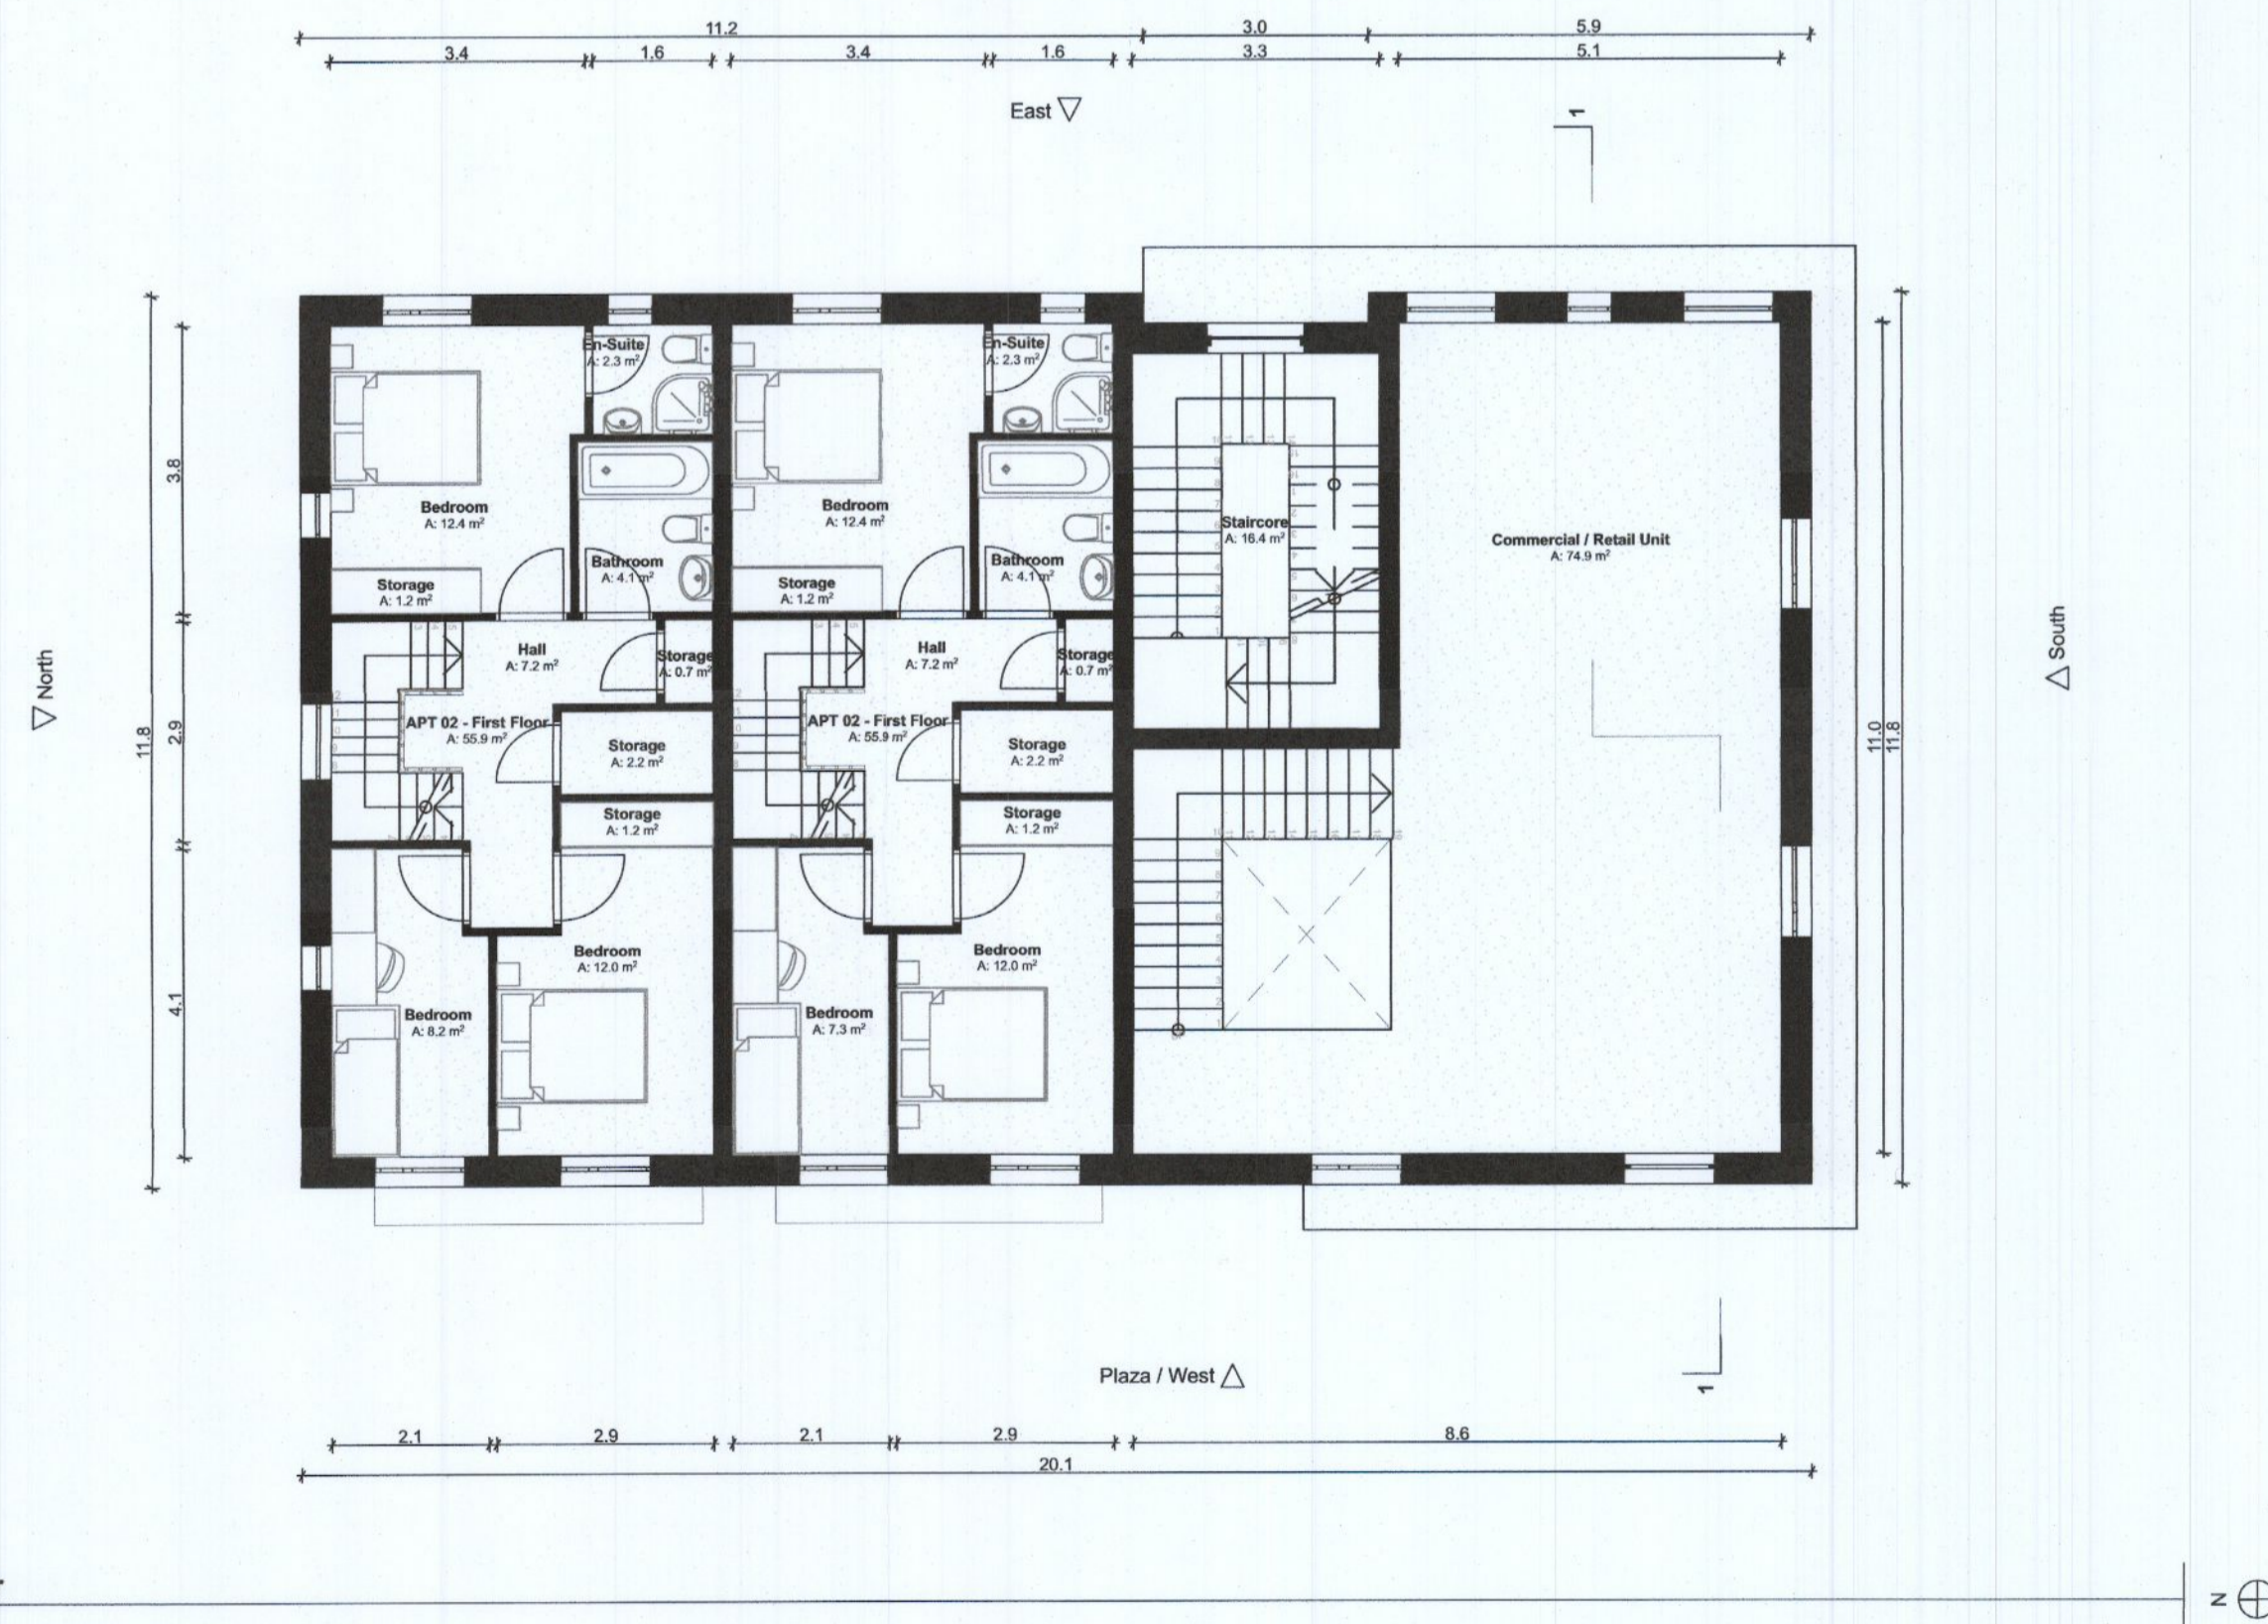 11.2
3.0
5.9
3.4
1.6
3.4
1.6
3.3
5.1
East
1
En-Suite
A: 2.3 m²
En-Suite
A: 2.3 m²
Bedroom
A: 12.4 m²
Bedroom
A: 12.4 m²
Staircore
A: 16.4 m²
Commercial / Retail Unit
A: 74.9 m²
Bathroom
A: 4.1 m²
Bathroom
A: 4.1 m²
Storage
A: 1.2 m²
Storage
A: 1.2 m²
Hall
A: 7.2 m²
Storage
A: 0.7 m²
Hall
A: 7.2 m²
Storage
A: 0.7 m²
APT 02 - First Floor
A: 55.9 m²
Storage
A: 2.2 m²
APT 02 - First Floor
A: 55.9 m²
Storage
A: 2.2 m²
Storage
A: 1.2 m²
Storage
A: 1.2 m²
Bedroom
A: 12.0 m²
Bedroom
A: 12.0 m²
Bedroom
A: 8.2 m²
Bedroom
A: 7.3 m²
North
11.8
3.8
2.9
4.1
11.0
11.8
South
Plaza / West
1
2.1
2.9
2.1
2.9
8.6
20.1
N